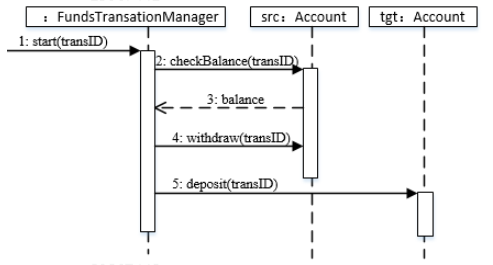 ：FundsTransationManager
src：Account
tgt：Account
1: start(transID)
2: checkBalance(transID)
3: balance
4: withdraw(transID)
5: deposit(transID)